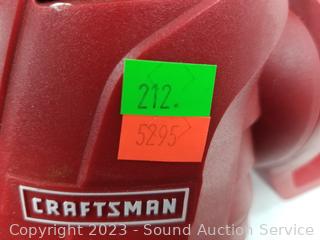 212.
5295
CRAFTSMAN
Copyright 2023 - Sound Auction Service